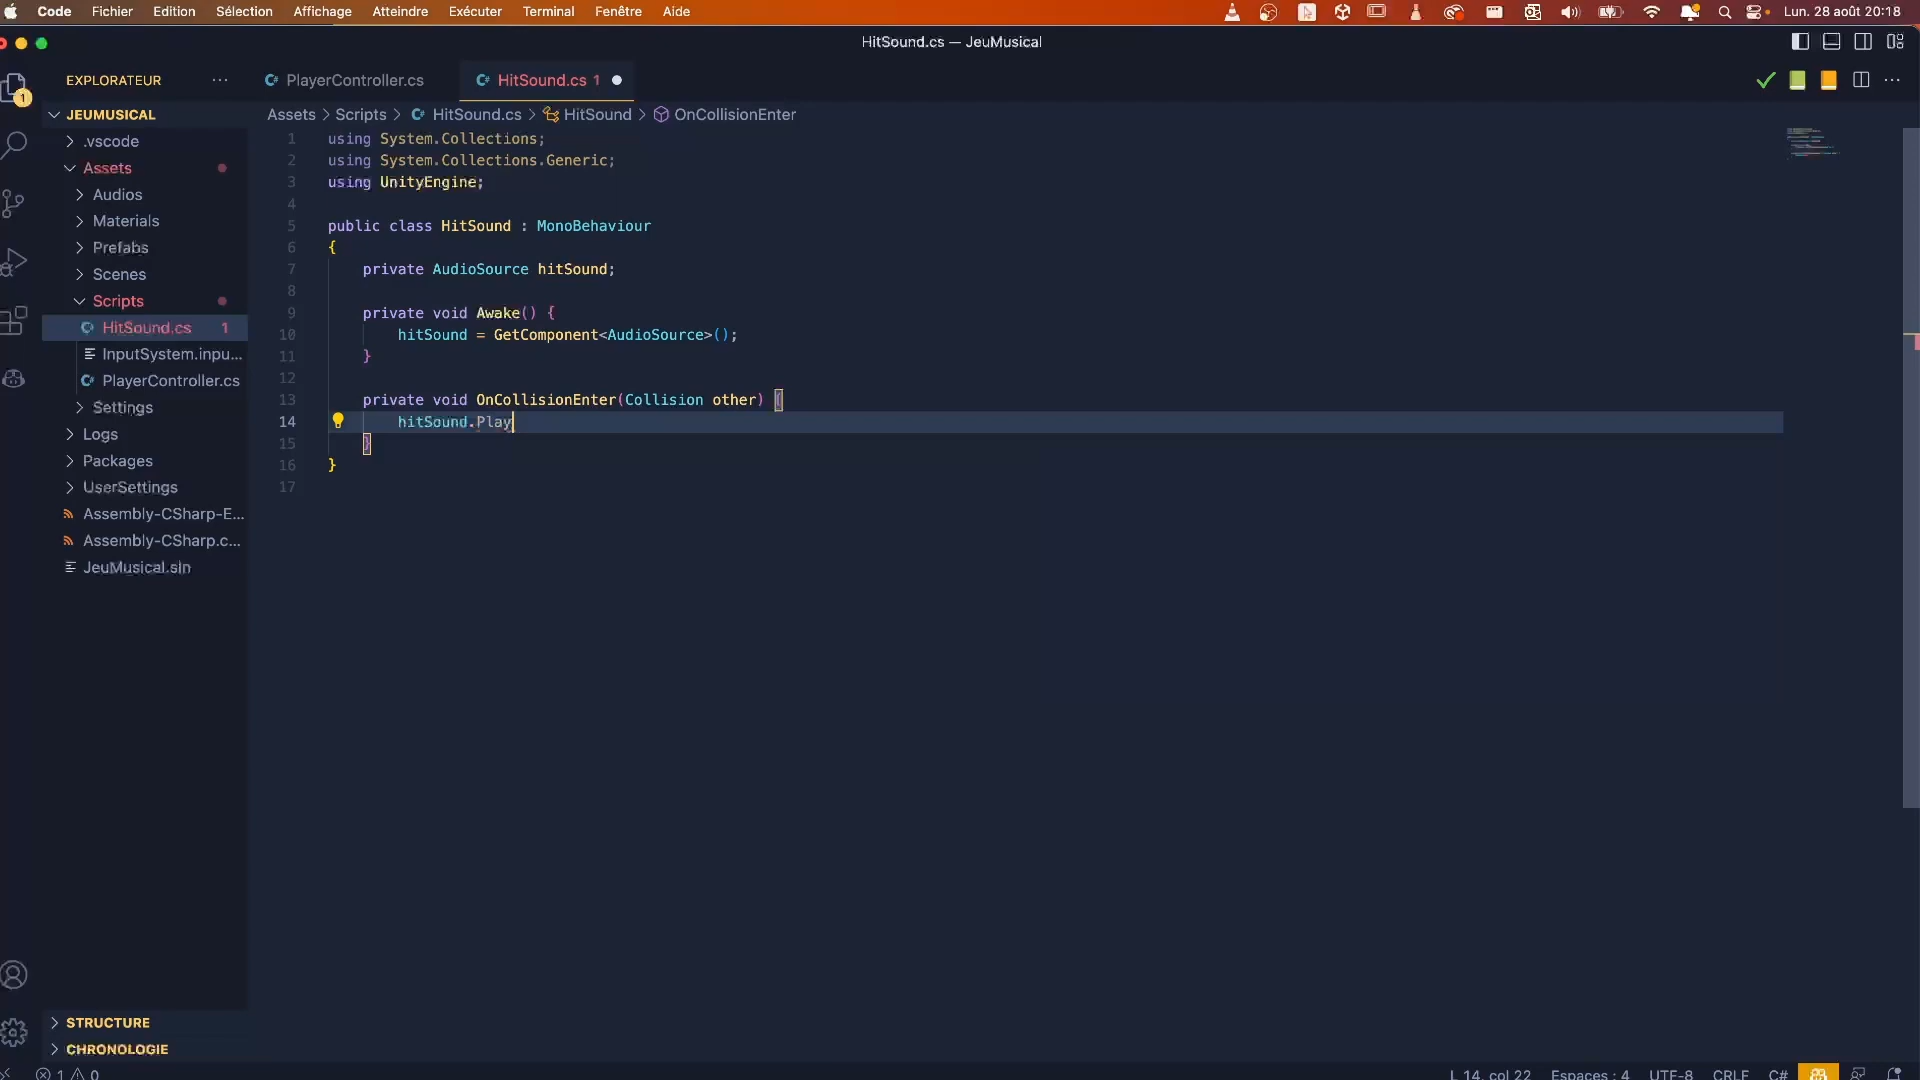 Code Fichier Edition Sélection Affichage Atteindre Exécuter Terminal Fenêtre Aide Lun. 28 août 20:18
HitSound.cs — JeuMusical
EXPLORATEUR ···
PlayerController.cs
HitSound.cs 1
1
JEUMUSICAL
.vscode
Assets
Audios
Materials
Prefabs
Scenes
Scripts
HitSound.cs 1
InputSystem.inpu...
PlayerController.cs
Settings
Logs
Packages
UserSettings
Assembly-CSharp-E...
Assembly-CSharp.c...
JeuMusical.sln
STRUCTURE
CHRONOLOGIE
Assets > Scripts > HitSound.cs > HitSound > OnCollisionEnter
1 using System.Collections;
2 using System.Collections.Generic;
3 using UnityEngine;
4
5 public class HitSound : MonoBehaviour
6 {
7 private AudioSource hitSound;
8
9 private void Awake() {
10 hitSound = GetComponent<AudioSource>();
11 }
12
13 private void OnCollisionEnter(Collision other) {
14 hitSound.Play
15 }
16 }
17
1 0
L 14, col 22 Espaces : 4 UTF-8 CRLF C#